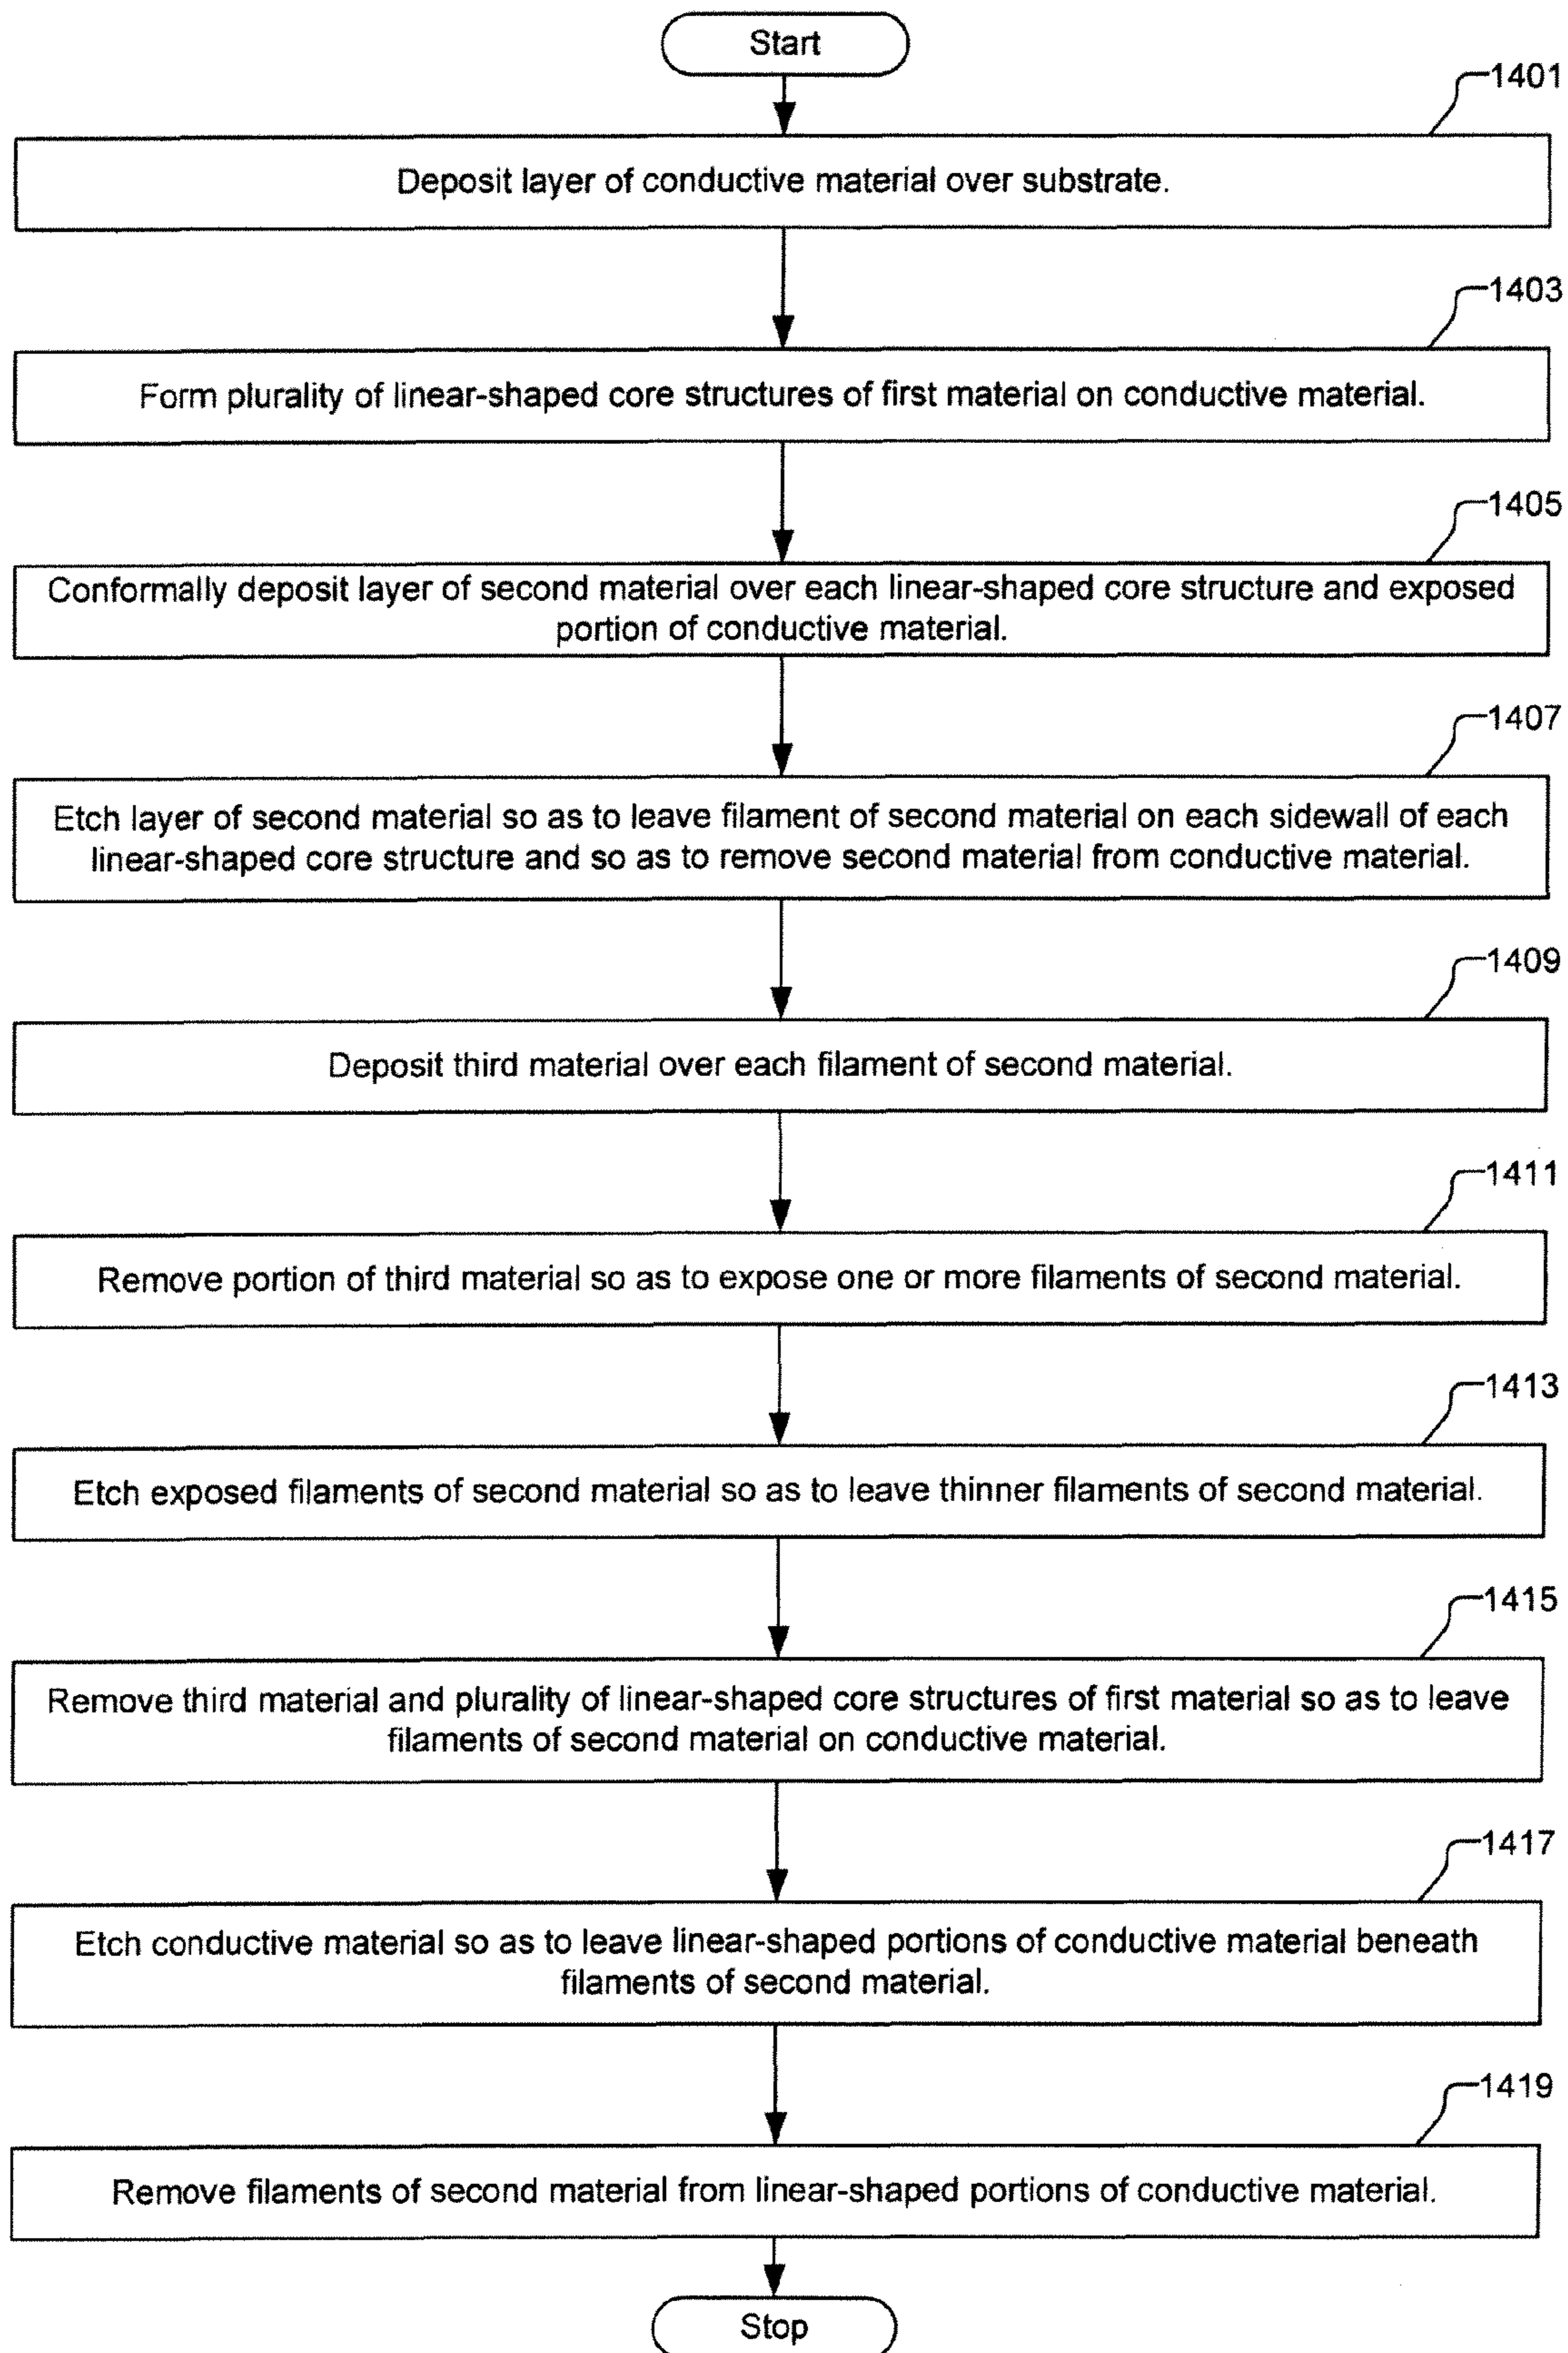 Start
1401
Deposit layer of conductive material over substrate.
1403
Form plurality of linear-shaped core structures of first material on conductive material.
1405
Conformally deposit layer of second material over each linear-shaped core structure and exposed
portion of conductive material.
1407
Etch layer of second material so as to leave filament of second material on each sidewall of each
linear-shaped core structure and so as to remove second material from conductive material.
1409
Deposit third material over each filament of second material.
1411
Remove portion of third material so as to expose one or more filaments of second material.
1413
Etch exposed filaments of second material so as to leave thinner filaments of second material.
1415
Remove third material and plurality of linear-shaped core structures of first material so as to leave
filaments of second material on conductive material.
1417
Etch conductive material so as to leave linear-shaped portions of conductive material beneath
filaments of second material.
1419
Remove filaments of second material from linear-shaped portions of conductive material.
Stop